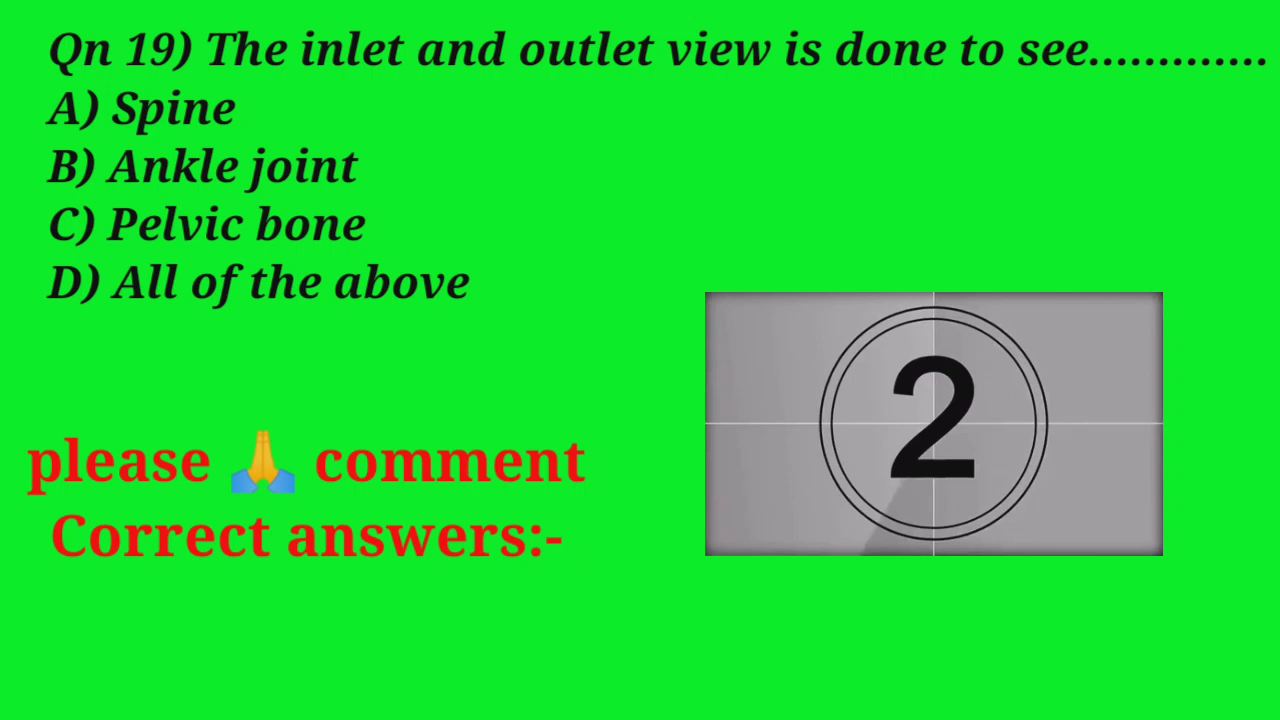 Qn 19) The inlet and outlet view is done to see.............
A) Spine
B) Ankle joint
C) Pelvic bone
D) All of the above
2
please 🙏 comment
Correct answers:-